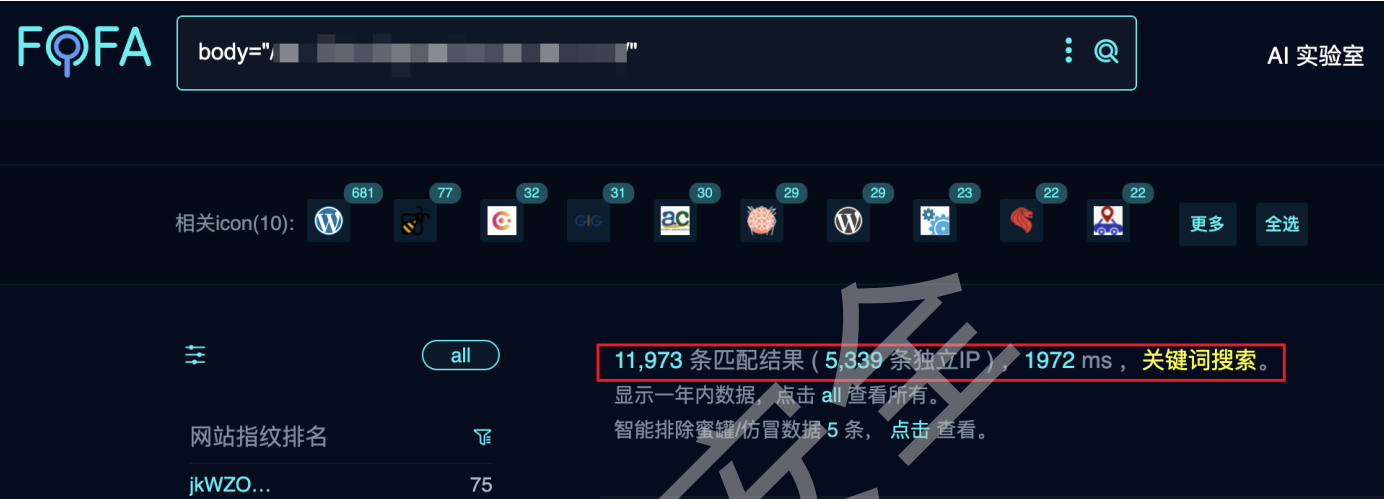 FOFA
body="/ /"
AI 实验室
681 77 32 31 30 29 29 23 22 22
相关icon(10):
GIG
ac
更多 全选
all
11,973 条匹配结果 ( 5,339 条独立IP ) ，1972 ms ，关键词搜索。
显示一年内数据，点击 all 查看所有。
智能排除蜜罐/仿冒数据 5 条， 点击 查看。
网站指纹排名
jkWZO... 75
安全